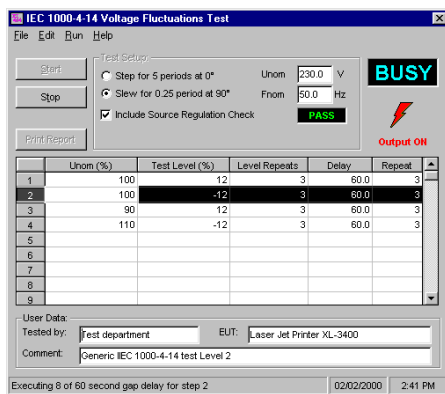 IEC 1000-4-14 Voltage Fluctuations Test
File Edit Run Help
Test Setup:
Start
Stop
Print Report
Step for 5 periods at 0°
Slew for 0.25 period at 90°
Include Source Regulation Check
Unom 230.0 V
Fnom 50.0 Hz
PASS
BUSY
Output ON
Unom (%) Test Level (%) Level Repeats Delay Repeat
1 100 12 3 60.0 3
2 100 -12 3 60.0 3
3 90 12 3 60.0 3
4 110 -12 3 60.0 3
5
6
7
8
9
User Data:
Tested by: Test department EUT: Laser Jet Printer XL-3400
Comment: Generic IEC 1000-4-14 test Level 2
Executing 8 of 60 second gap delay for step 2 02/02/2000 2:41 PM